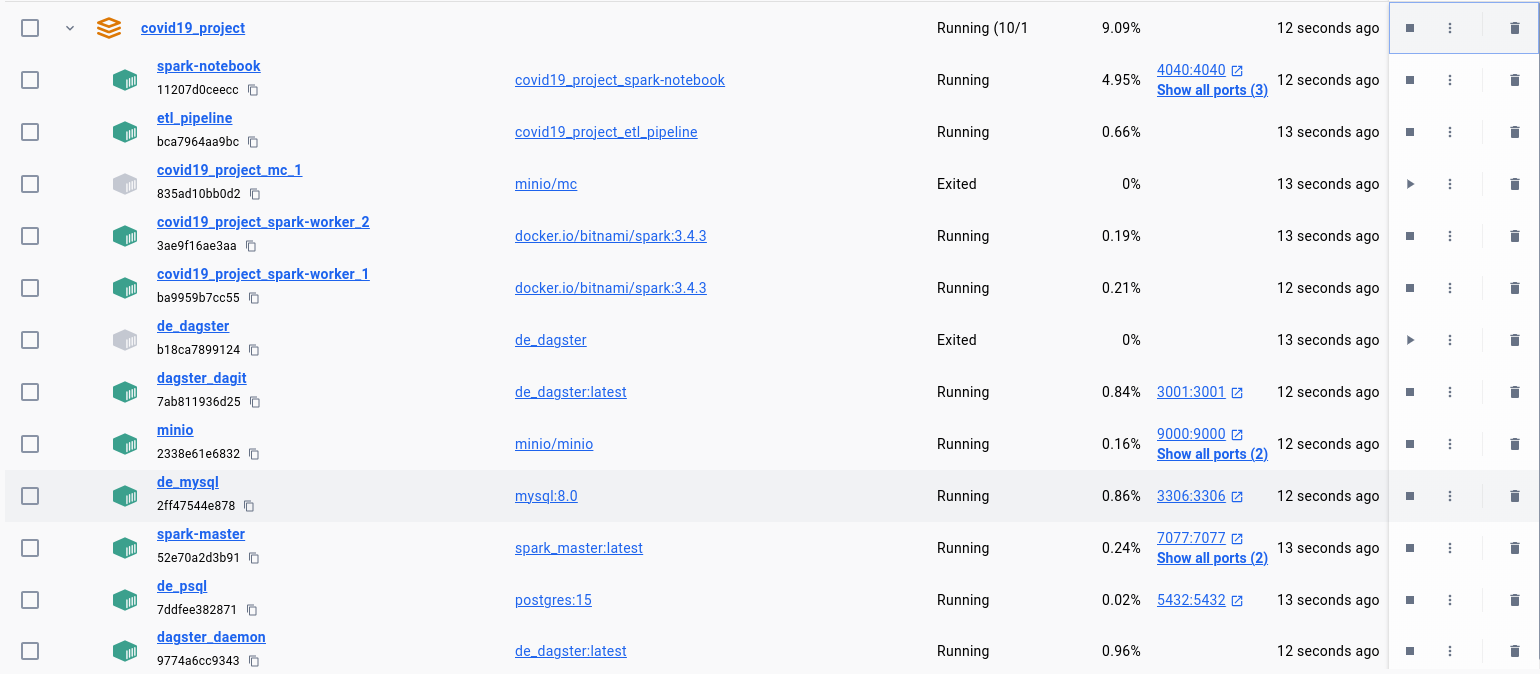 covid19_project Running (10/1 9.09% 12 seconds ago
spark-notebook
11207d0ceecc
covid19_project_spark-notebook Running 4.95% 4040:4040 12 seconds ago
Show all ports (3)
etl_pipeline
bca7964aa9bc
covid19_project_etl_pipeline Running 0.66% 13 seconds ago
covid19_project_mc_1
835ad10bb0d2
minio/mc Exited 0% 13 seconds ago
covid19_project_spark-worker_2
3ae9f16ae3aa
docker.io/bitnami/spark:3.4.3 Running 0.19% 13 seconds ago
covid19_project_spark-worker_1
ba9959b7cc55
docker.io/bitnami/spark:3.4.3 Running 0.21% 12 seconds ago
de_dagster
b18ca7899124
de_dagster Exited 0% 13 seconds ago
dagster_dagit
7ab811936d25
de_dagster:latest Running 0.84% 3001:3001 12 seconds ago
minio
2338e61e6832
minio/minio Running 0.16% 9000:9000 12 seconds ago
Show all ports (2)
de_mysql
2ff47544e878
mysql:8.0 Running 0.86% 3306:3306 12 seconds ago
spark-master
52e70a2d3b91
spark_master:latest Running 0.24% 7077:7077 13 seconds ago
Show all ports (2)
de_psql
7ddfee382871
postgres:15 Running 0.02% 5432:5432 13 seconds ago
dagster_daemon
9774a6cc9343
de_dagster:latest Running 0.96% 12 seconds ago